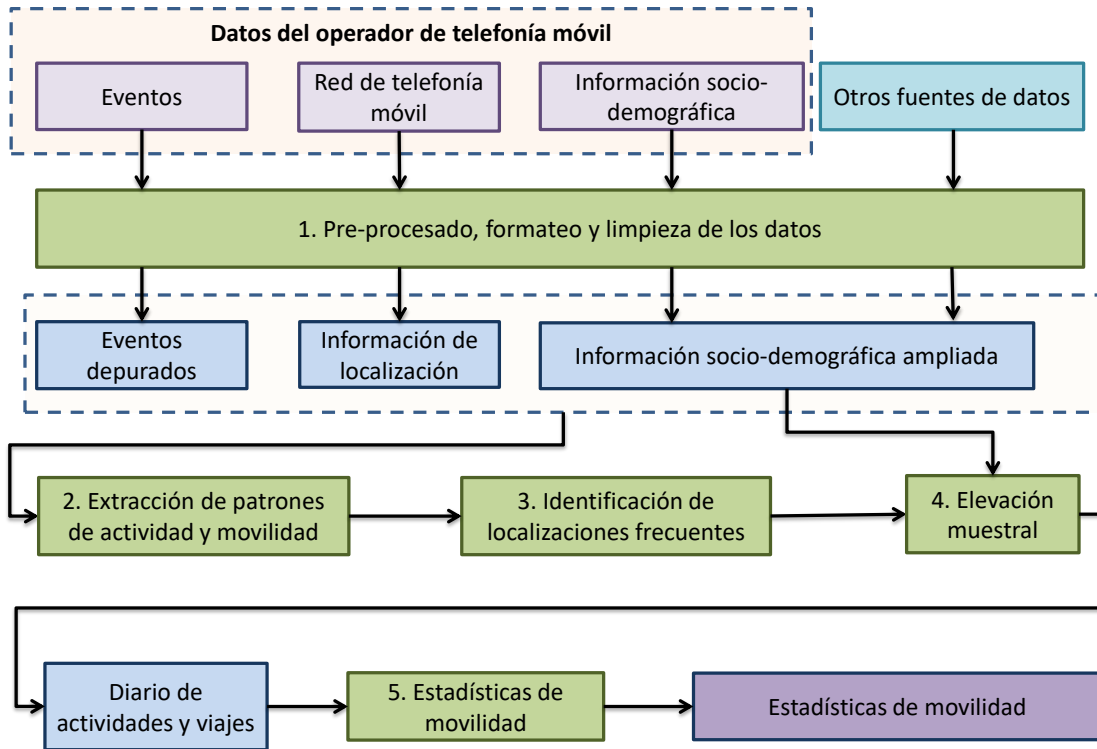 Datos del operador de telefonía móvil
Eventos
Red de telefonía
móvil
Información socio-
demográfica
Otros fuentes de datos
1. Pre-procesado, formateo y limpieza de los datos
Eventos
depurados
Información de
localización
Información socio-demográfica ampliada
2. Extracción de patrones
de actividad y movilidad
3. Identificación de
localizaciones frecuentes
4. Elevación
muestral
Diario de
actividades y viajes
5. Estadísticas de
movilidad
Estadísticas de movilidad